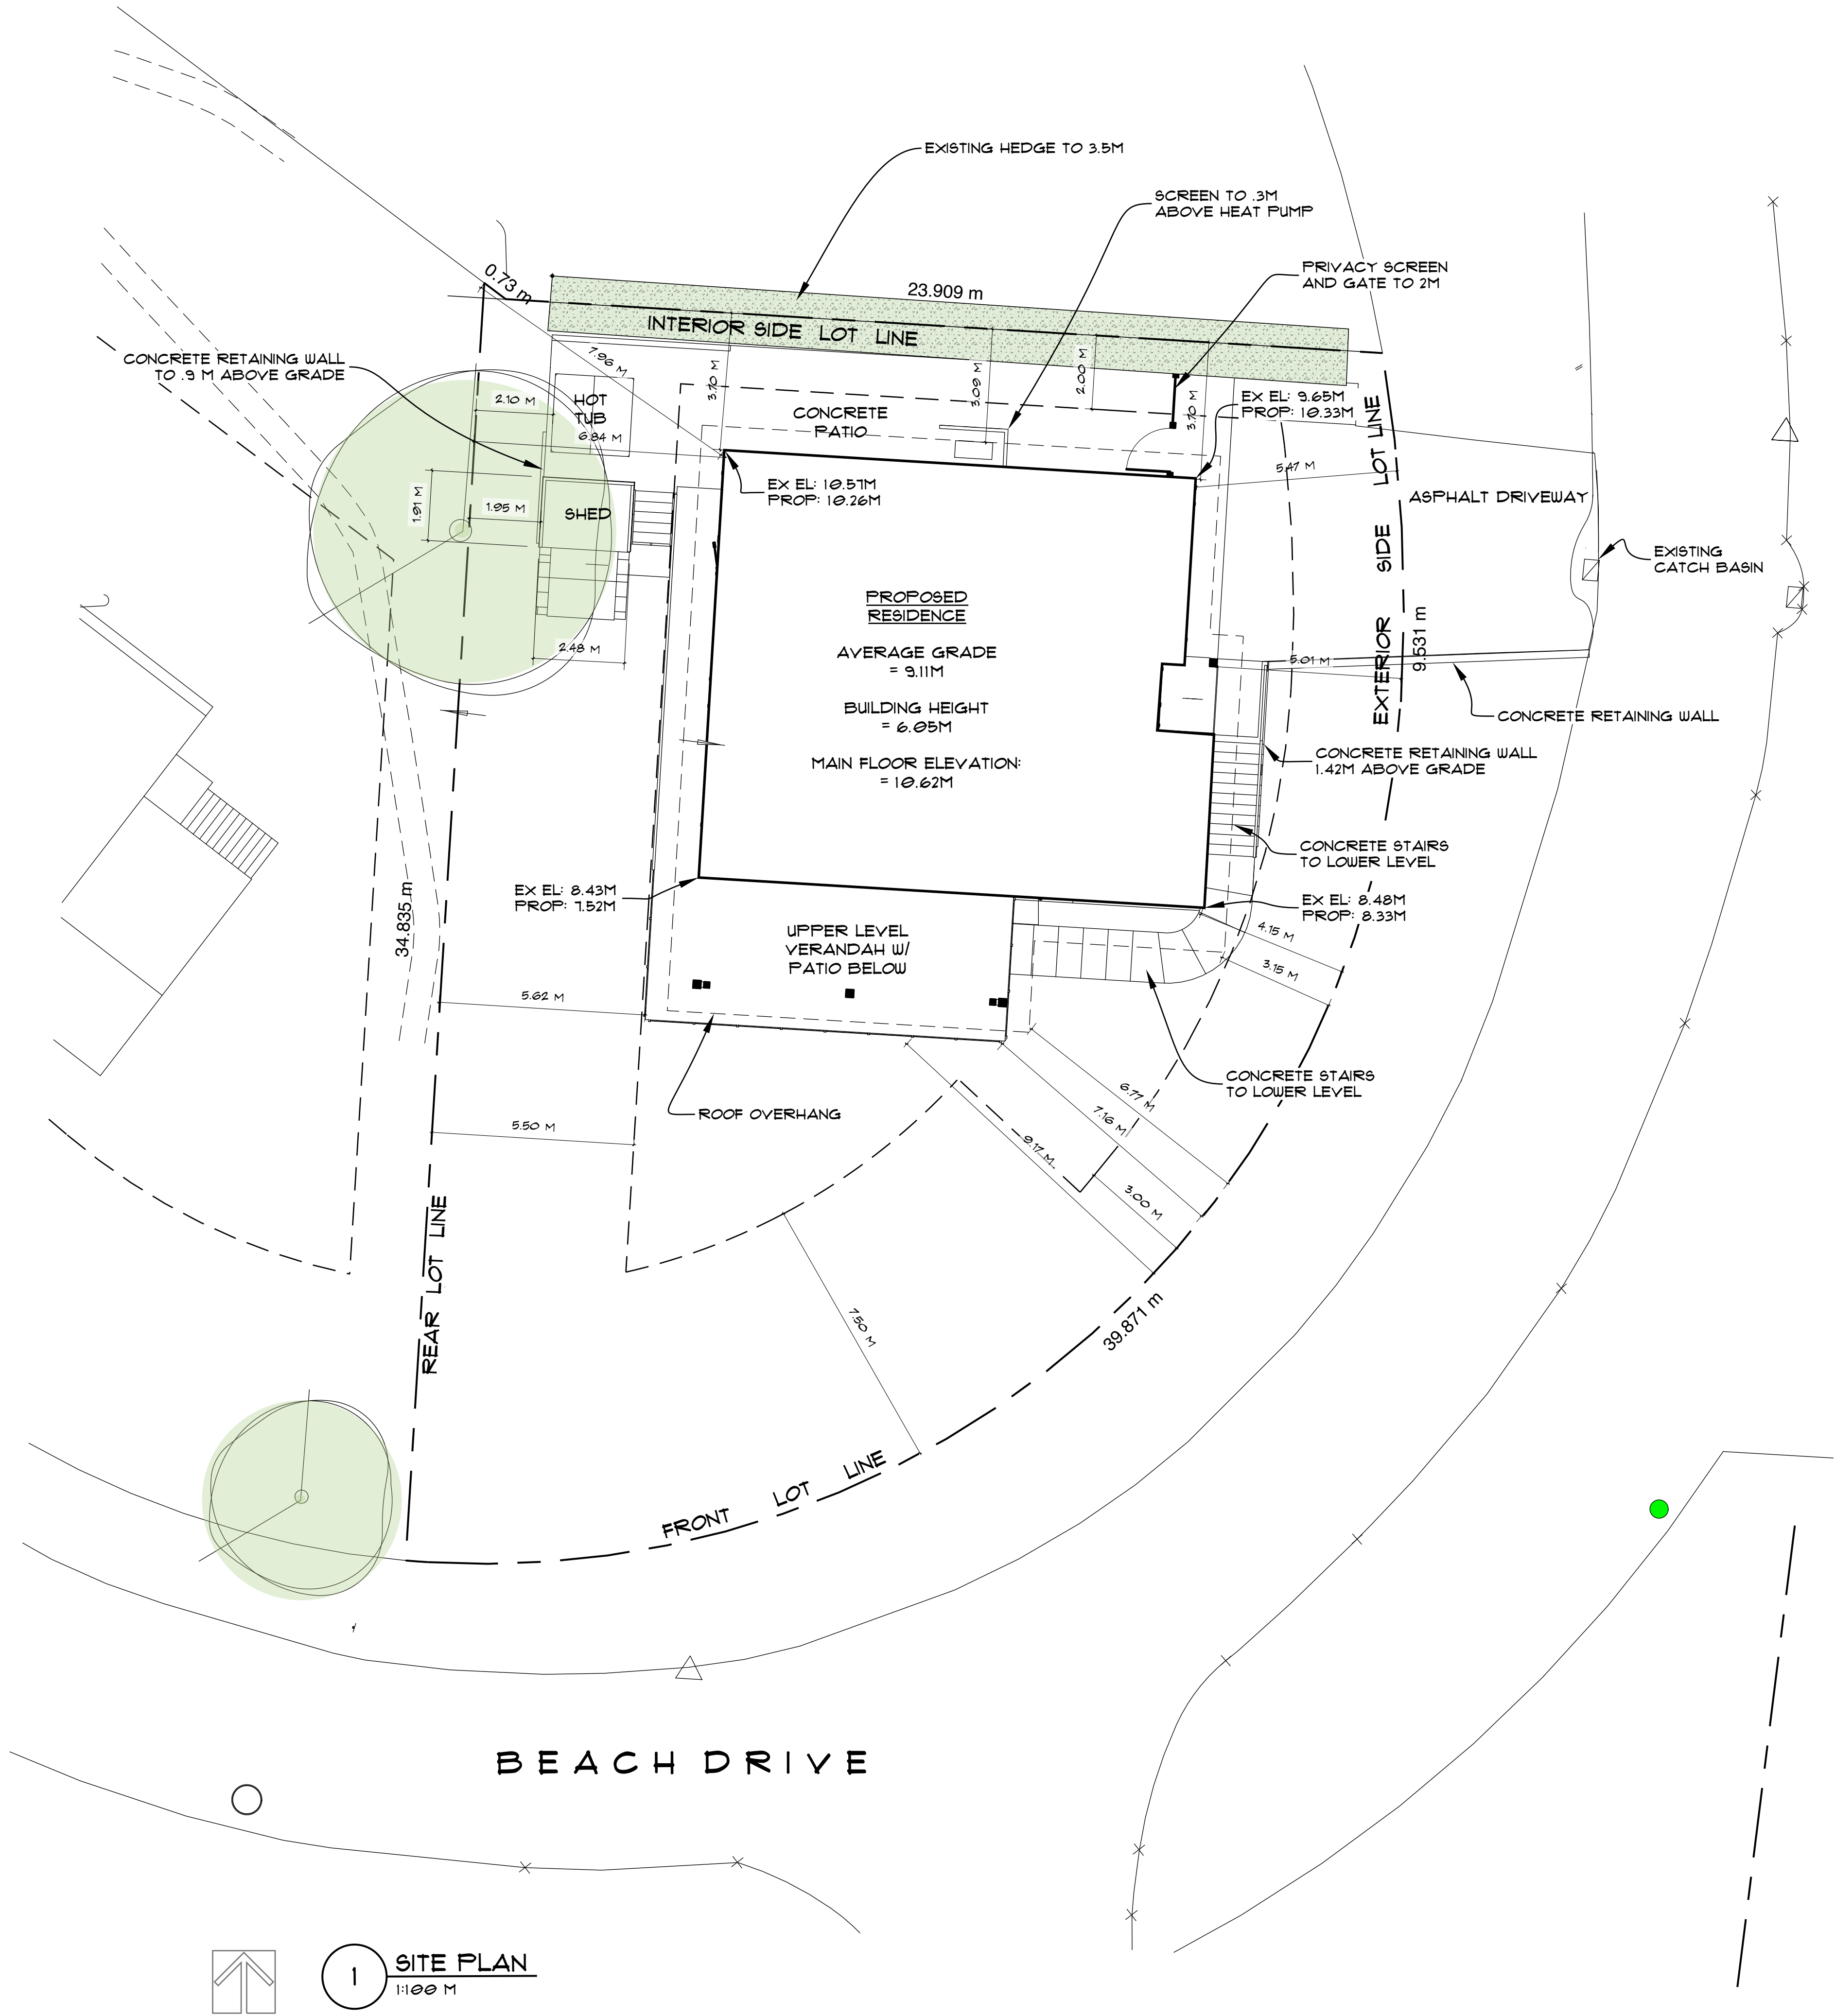 EXISTING HEDGE TO 3.5M
SCREEN TO .3M
ABOVE HEAT PUMP
PRIVACY SCREEN
AND GATE TO 2M
0.73 m
23.909 m
INTERIOR SIDE LOT LINE
CONCRETE RETAINING WALL
TO .9 M ABOVE GRADE
7.96 M
3.70 M
3.09 M
2.00 M
3.70 M
2.10 M
HOT
TUB
6.84 M
CONCRETE
PATIO
EX EL: 9.65M
PROP: 10.33M
EXTERIOR SIDE LOT LINE
5.47 M
ASPHALT DRIVEWAY
EX EL: 10.57M
PROP: 10.26M
1.91 M
1.95 M
SHED
EXISTING
CATCH BASIN
PROPOSED
RESIDENCE
AVERAGE GRADE
= 9.11M
BUILDING HEIGHT
= 6.05M
MAIN FLOOR ELEVATION:
= 10.62M
2.48 M
5.01 M
9.531 m
CONCRETE RETAINING WALL
CONCRETE RETAINING WALL
1.42M ABOVE GRADE
CONCRETE STAIRS
TO LOWER LEVEL
34.835 m
EX EL: 8.43M
PROP: 7.52M
EX EL: 8.48M
PROP: 8.33M
UPPER LEVEL
VERANDAH W/
PATIO BELOW
4.15 M
3.15 M
5.62 M
CONCRETE STAIRS
TO LOWER LEVEL
ROOF OVERHANG
5.50 M
6.77 M
7.16 M
9.17 M
3.00 M
REAR LOT LINE
7.50 M
39.871 m
FRONT LOT LINE
BEACH DRIVE
1
SITE PLAN
1:100 M